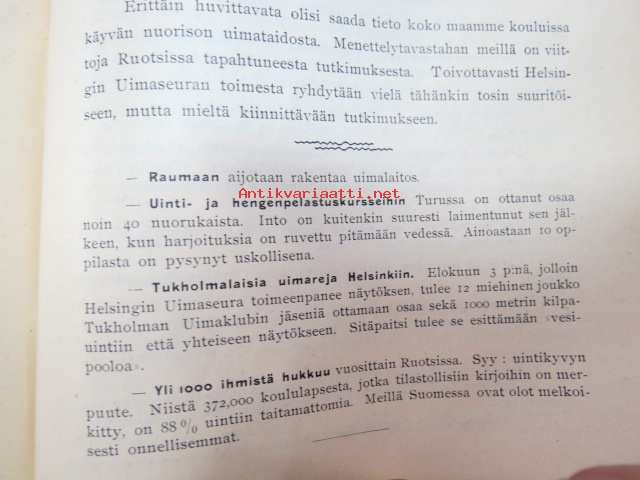 Erittäin huvittavata olisi saada tieto koko maamme kouluissa
käyvän nuorison uimataidosta. Menettelytavastahan meillä on viit-
toja Ruotsissa tapahtuneesta tutkimuksesta. Toivottavasti Helsin-
gin Uimaseuran toimesta ryhdytään vielä tähänkin tosin suuritöi-
seen, mutta mieltä kiinnittävään tutkimukseen.
— Raumaan aijotaan rakentaa uimalaitos.
Antikvariaatti.net
— Uinti- ja hengenpelastuskursseihin Turussa on ottanut osaa
noin 40 nuorukaista. Into on kuitenkin suuresti laimentunut sen jäl-
keen, kun harjoituksia on ruvettu pitämään vedessä. Ainoastaan 10 op-
pilasta on pysynyt uskollisena.
— Tukholmalaisia uimareja Helsinkiin. Elokuun 3 p:nä, jolloin
Helsingin Uimaseura toimeenpanee näytöksen, tulee 12 miehinen joukko
Tukholman Uimaklubin jäseniä ottamaan osaa sekä 1000 metrin kilpa-
uintiin että yhteiseen näytökseen. Sitäpaitsi tulee se esittämään »vesi-
pooloa».
— Yli 1000 ihmistä hukkuu vuosittain Ruotsissa. Syy : uintikyvyn
puute. Niistä 372,000 koululapsesta, jotka tilastollisiin kirjoihin on mer-
kitty, on 88 % uintiin taitamattomia. Meillä Suomessa ovat olot melkoi-
sesti onnellisemmat.